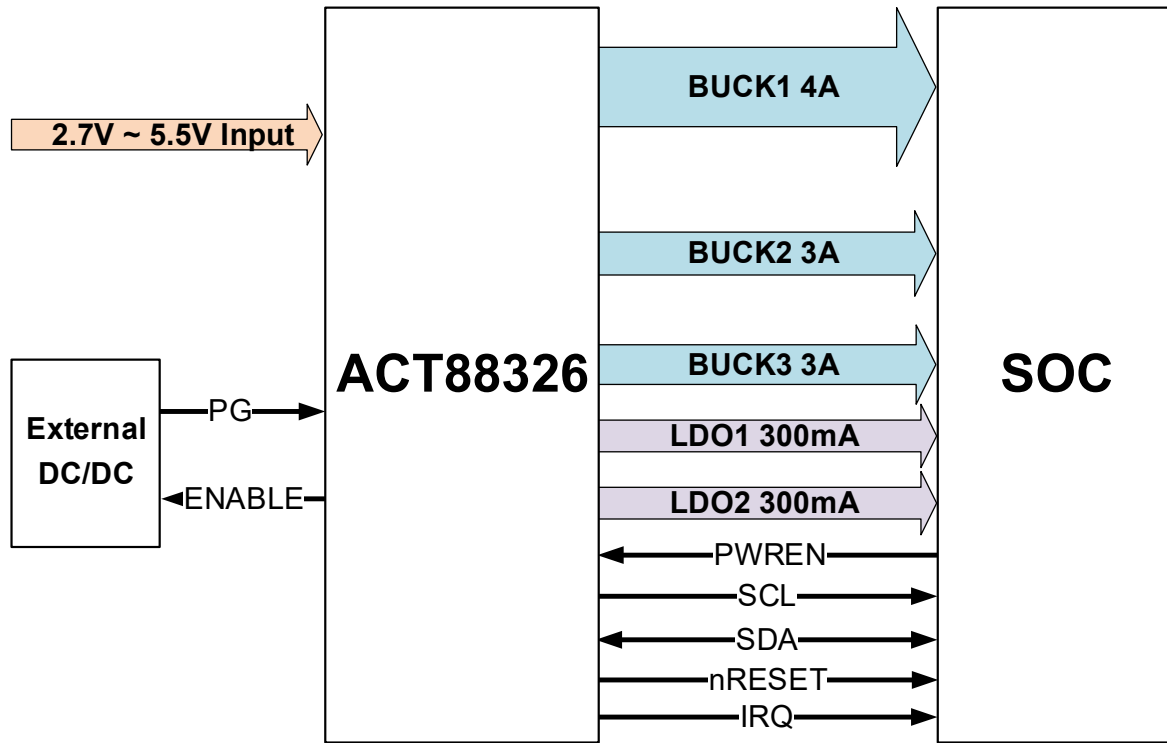 2.7V ~ 5.5V Input
External
DC/DC
PG
ENABLE
ACT88326
BUCK1 4A
BUCK2 3A
BUCK3 3A
LDO1 300mA
LDO2 300mA
PWREN
SCL
SDA
nRESET
IRQ
SOC